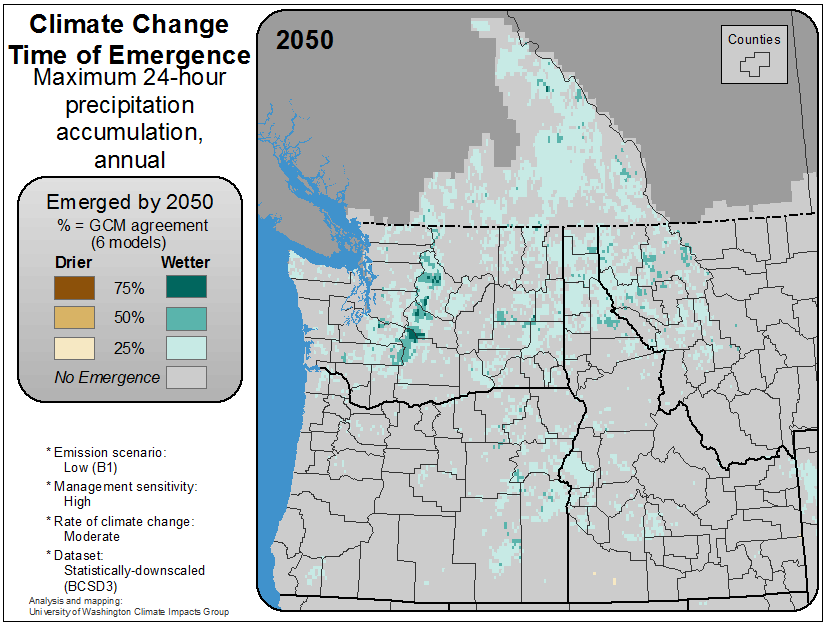 Climate Change
Time of Emergence
Maximum 24-hour
precipitation
accumulation,
annual
Emerged by 2050
% = GCM agreement
(6 models)
Drier Wetter
75%
50%
25%
No Emergence
* Emission scenario:
Low (B1)
* Management sensitivity:
High
* Rate of climate change:
Moderate
* Dataset:
Statistically-downscaled
(BCSD3)
Analysis and mapping:
University of Washington Climate Impacts Group
2050
Counties